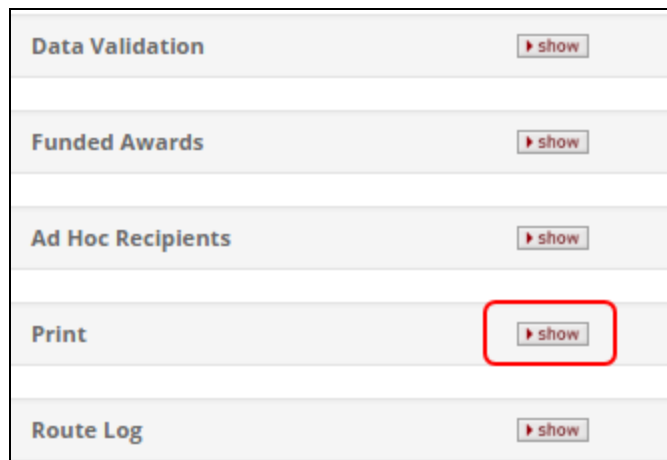 Data Validation show
Funded Awards show
Ad Hoc Recipients show
Print show
Route Log show